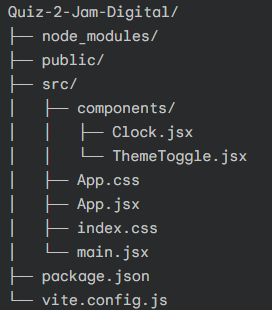 Quiz-2-Jam-Digital/
├── node_modules/
├── public/
├── src/
│   ├── components/
│   │   ├── Clock.jsx
│   │   └── ThemeToggle.jsx
│   ├── App.css
│   ├── App.jsx
│   ├── index.css
│   └── main.jsx
├── package.json
└── vite.config.js